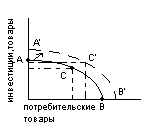 инвестиции,товары
A'
A
C'
C
B
B'
потребительские
товары